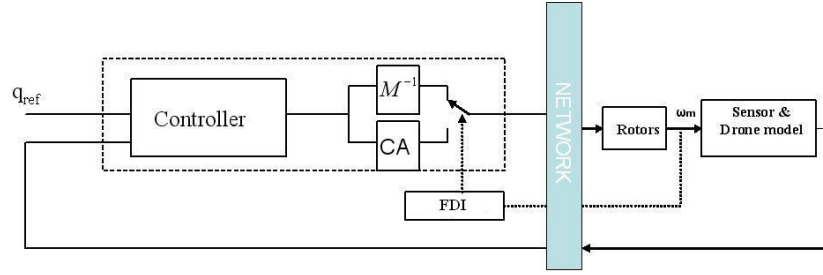 q_ref
Controller
M^{-1}
CA
FDI
NETWORK
Rotors
ωm
Sensor &
Drone model